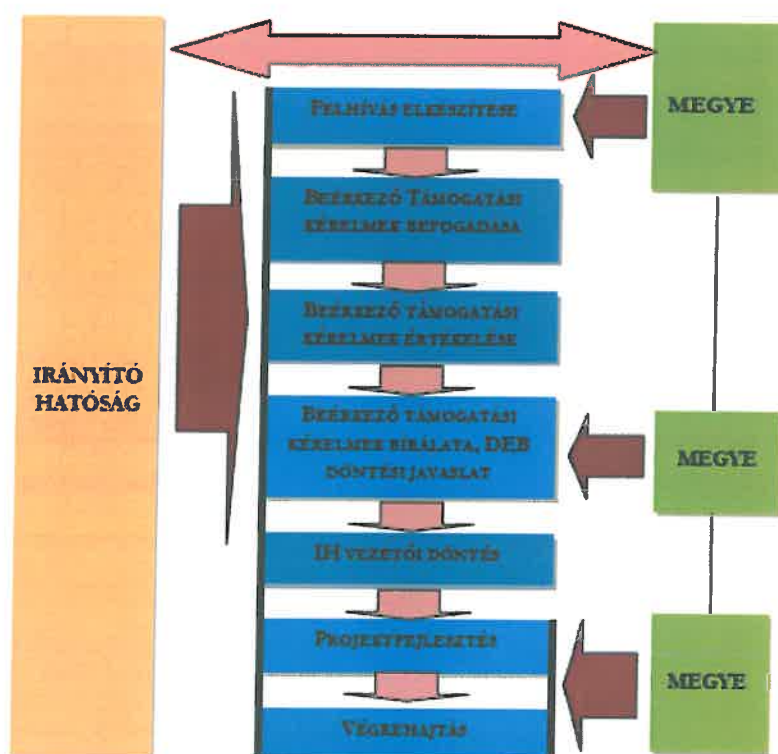 IRÁNYÍTÓ
HATÓSÁG
FELHÍVÁS ELKÉSZÍTÉSE
BEÉRKEZŐ TÁMOGATÁSI
KÉRELMEK BEFOGADÁSA
BEÉRKEZŐ TÁMOGATÁSI
KÉRELMEK ÉRTÉKELÉSE
BEÉRKEZŐ TÁMOGATÁSI
KÉRELMEK BÍRÁLATA, DEB
DÖNTÉSI JAVASLAT
IH VEZETŐI DÖNTÉS
PROJEKTFEJLESZTÉS
VÉGREHAJTÁS
MEGYE
MEGYE
MEGYE